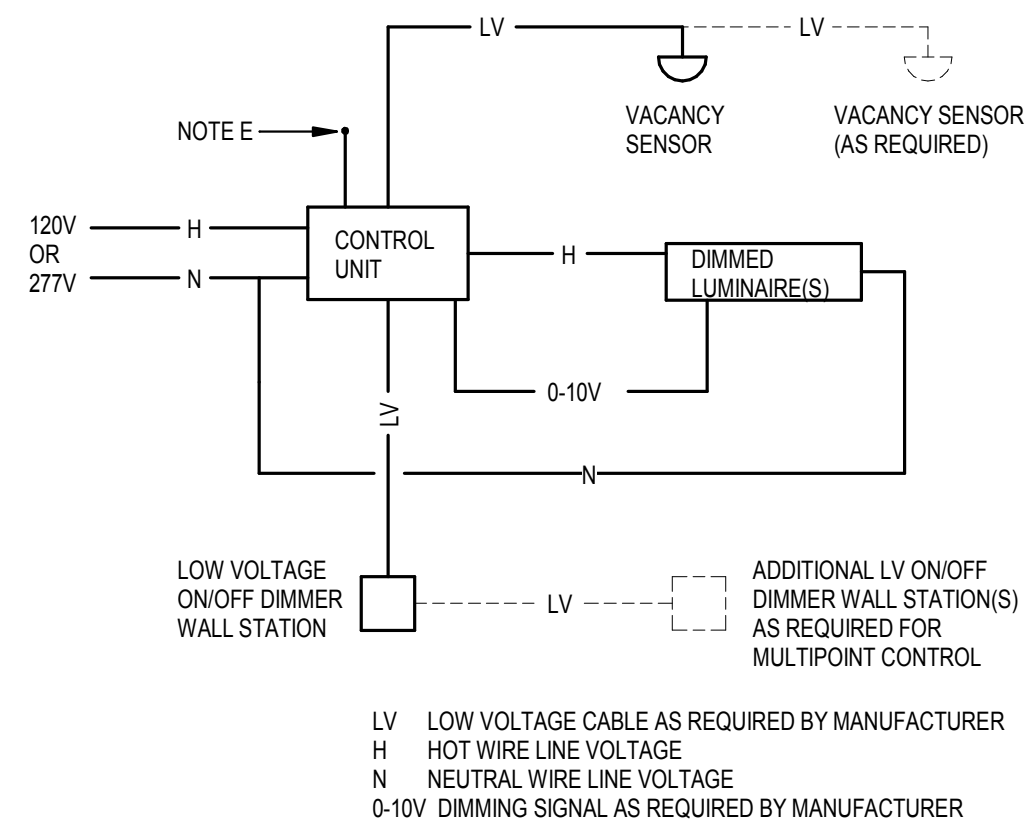 LV
LV
VACANCY
SENSOR
VACANCY SENSOR
(AS REQUIRED)
NOTE E
120V
OR
277V
H
N
CONTROL
UNIT
H
DIMMED
LUMINAIRE(S)
0-10V
LV
N
LOW VOLTAGE
ON/OFF DIMMER
WALL STATION
LV
ADDITIONAL LV ON/OFF
DIMMER WALL STATION(S)
AS REQUIRED FOR
MULTIPOINT CONTROL
LV LOW VOLTAGE CABLE AS REQUIRED BY MANUFACTURER
H HOT WIRE LINE VOLTAGE
N NEUTRAL WIRE LINE VOLTAGE
0-10V DIMMING SIGNAL AS REQUIRED BY MANUFACTURER